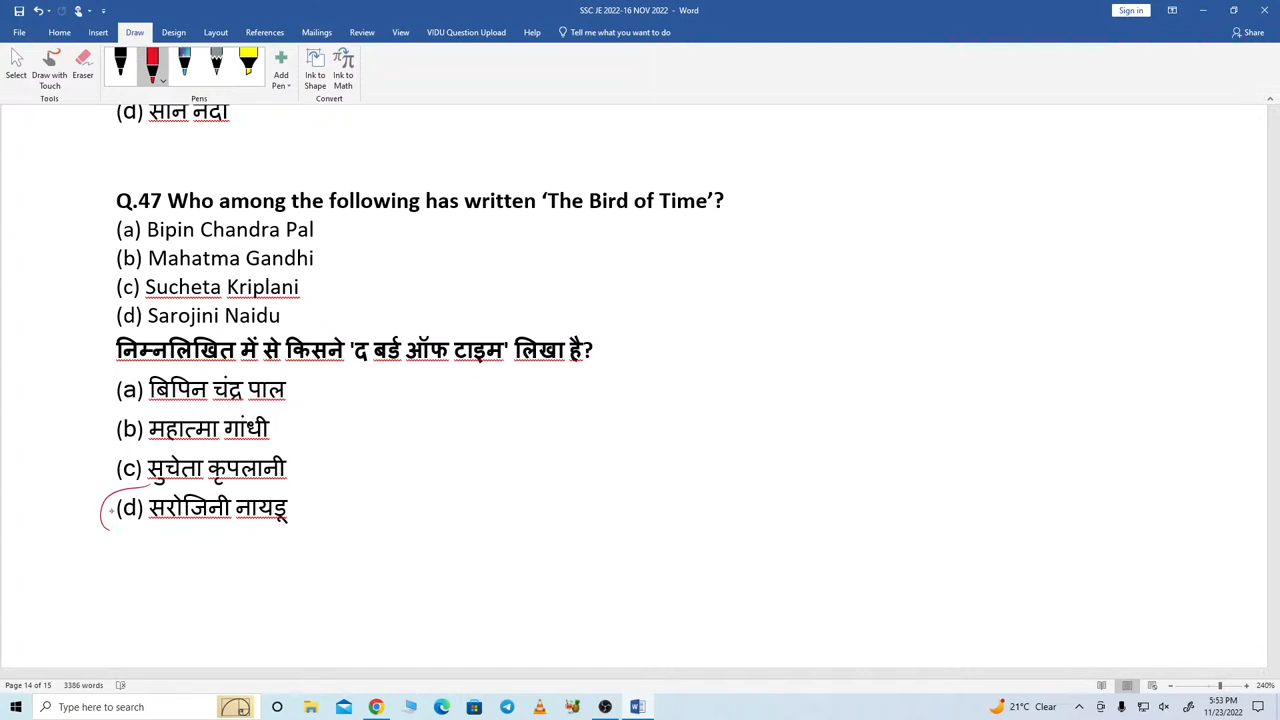 SSC JE 2022-16 NOV 2022 - Word
Sign in
File Home Insert Draw Design Layout References Mailings Review View VIDU Question Upload Help Tell me what you want to do Share
Select Draw with Touch Eraser Add Pen Ink to Shape Ink to Math
Tools Pens Convert
(d) सोन नदी
Q.47 Who among the following has written ‘The Bird of Time’?
(a) Bipin Chandra Pal
(b) Mahatma Gandhi
(c) Sucheta Kriplani
(d) Sarojini Naidu
निम्नलिखित में से किसने 'द बर्ड ऑफ टाइम' लिखा है?
(a) बिपिन चंद्र पाल
(b) महात्मा गांधी
(c) सुचेता कृपलानी
(d) सरोजिनी नायडू
Page 14 of 15 3386 words 240%
Type here to search 21°C Clear 5:53 PM
11/23/2022